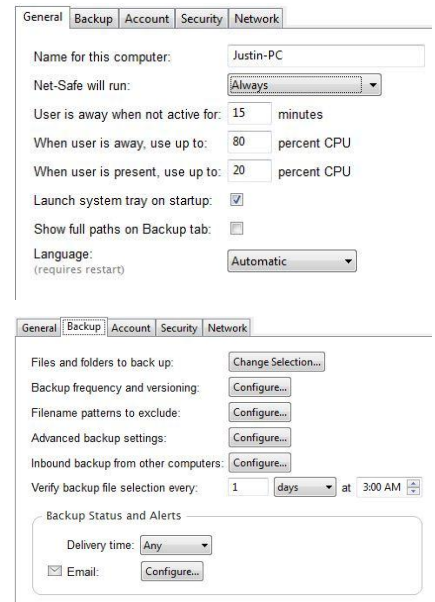 General Backup Account Security Network
Name for this computer: Justin-PC
Net-Safe will run: Always
User is away when not active for: 15 minutes
When user is away, use up to: 80 percent CPU
When user is present, use up to: 20 percent CPU
Launch system tray on startup:
Show full paths on Backup tab:
Language: Automatic
(requires restart)
General Backup Account Security Network
Files and folders to back up: Change Selection...
Backup frequency and versioning: Configure...
Filename patterns to exclude: Configure...
Advanced backup settings: Configure...
Inbound backup from other computers: Configure...
Verify backup file selection every: 1 days at 3:00 AM
Backup Status and Alerts
Delivery time: Any
Email: Configure...